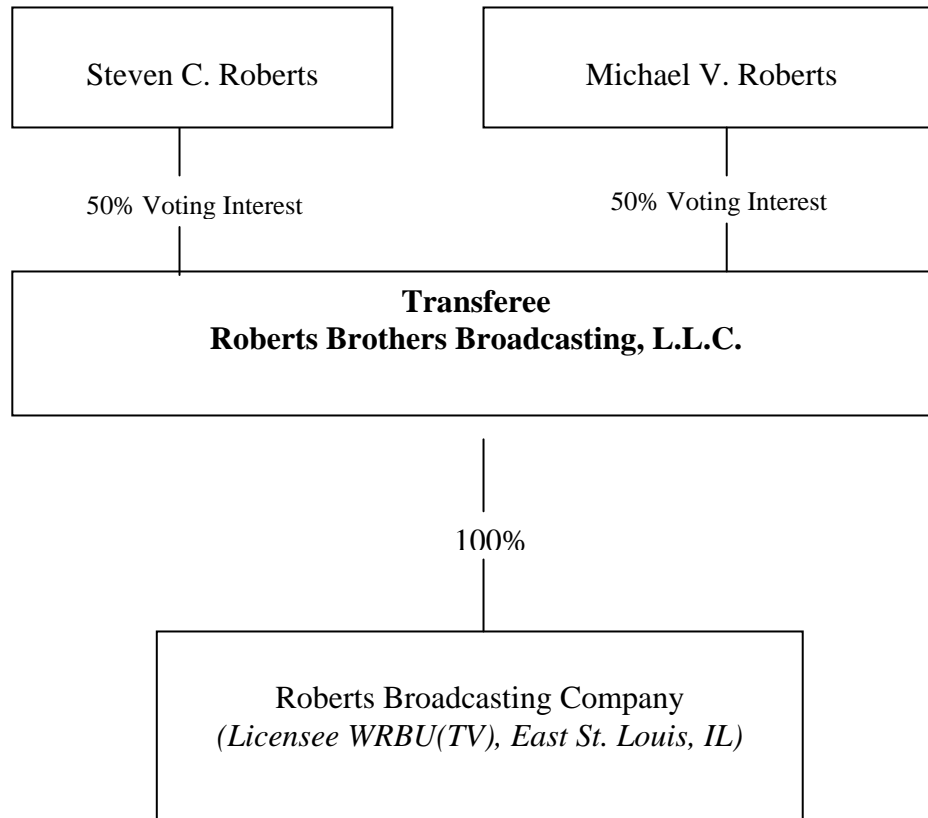 Steven C. Roberts
Michael V. Roberts
50% Voting Interest
50% Voting Interest
Transferee
Roberts Brothers Broadcasting, L.L.C.
100%
Roberts Broadcasting Company
(Licensee WRBU(TV), East St. Louis, IL)